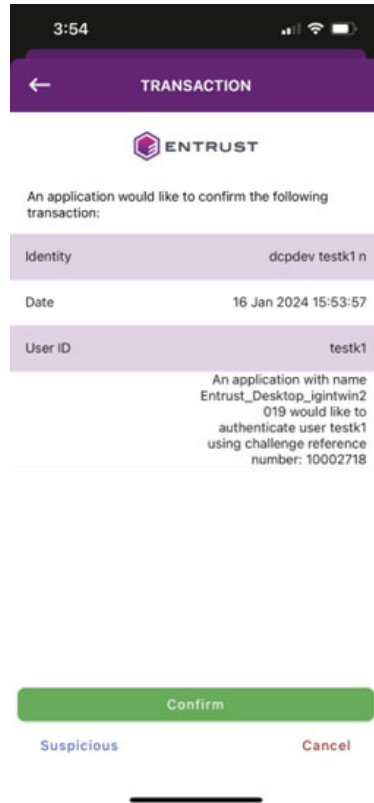 3:54
TRANSACTION
ENTRUST
An application would like to confirm the following
transaction:
Identity dcpdev testk1 n
Date 16 Jan 2024 15:53:57
User ID testk1
An application with name
Entrust_Desktop_igintwin2
019 would like to
authenticate user testk1
using challenge reference
number: 10002718
Confirm
Suspicious Cancel